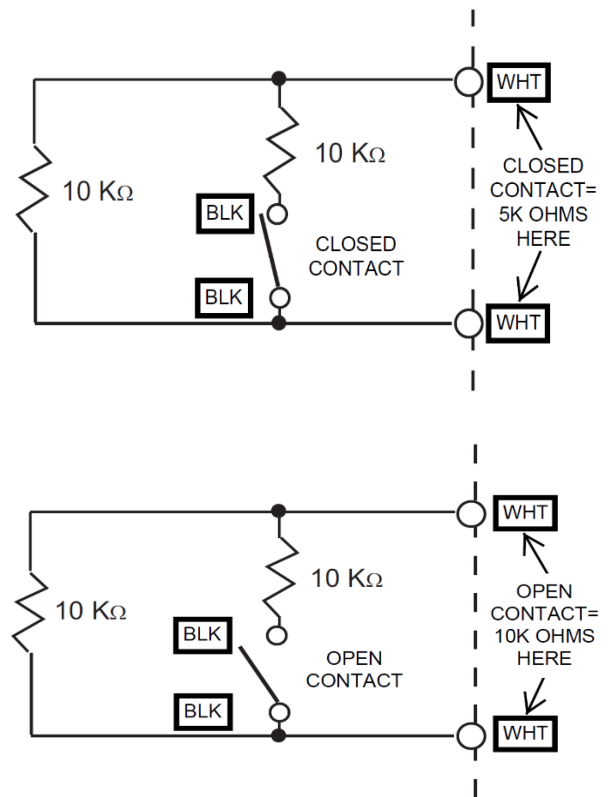 WHT
10 KΩ
10 KΩ
BLK
CLOSED
CONTACT
BLK
CLOSED
CONTACT=
5K OHMS
HERE
WHT
WHT
10 KΩ
10 KΩ
BLK
OPEN
CONTACT
BLK
OPEN
CONTACT=
10K OHMS
HERE
WHT